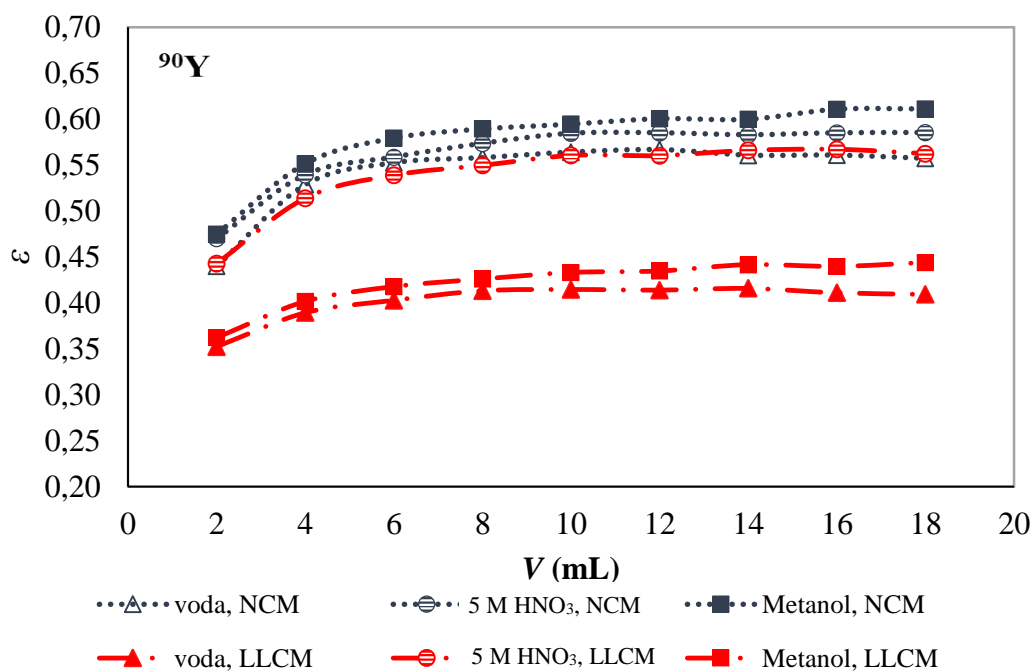 0,70
0,65
0,60
0,55
0,50
0,45
0,40
0,35
0,30
0,25
0,20
ε
⁹⁰Y
0 2 4 6 8 10 12 14 16 18 20
V (mL)
voda, NCM 5 M HNO₃, NCM Metanol, NCM
voda, LLCM 5 M HNO₃, LLCM Metanol, LLCM